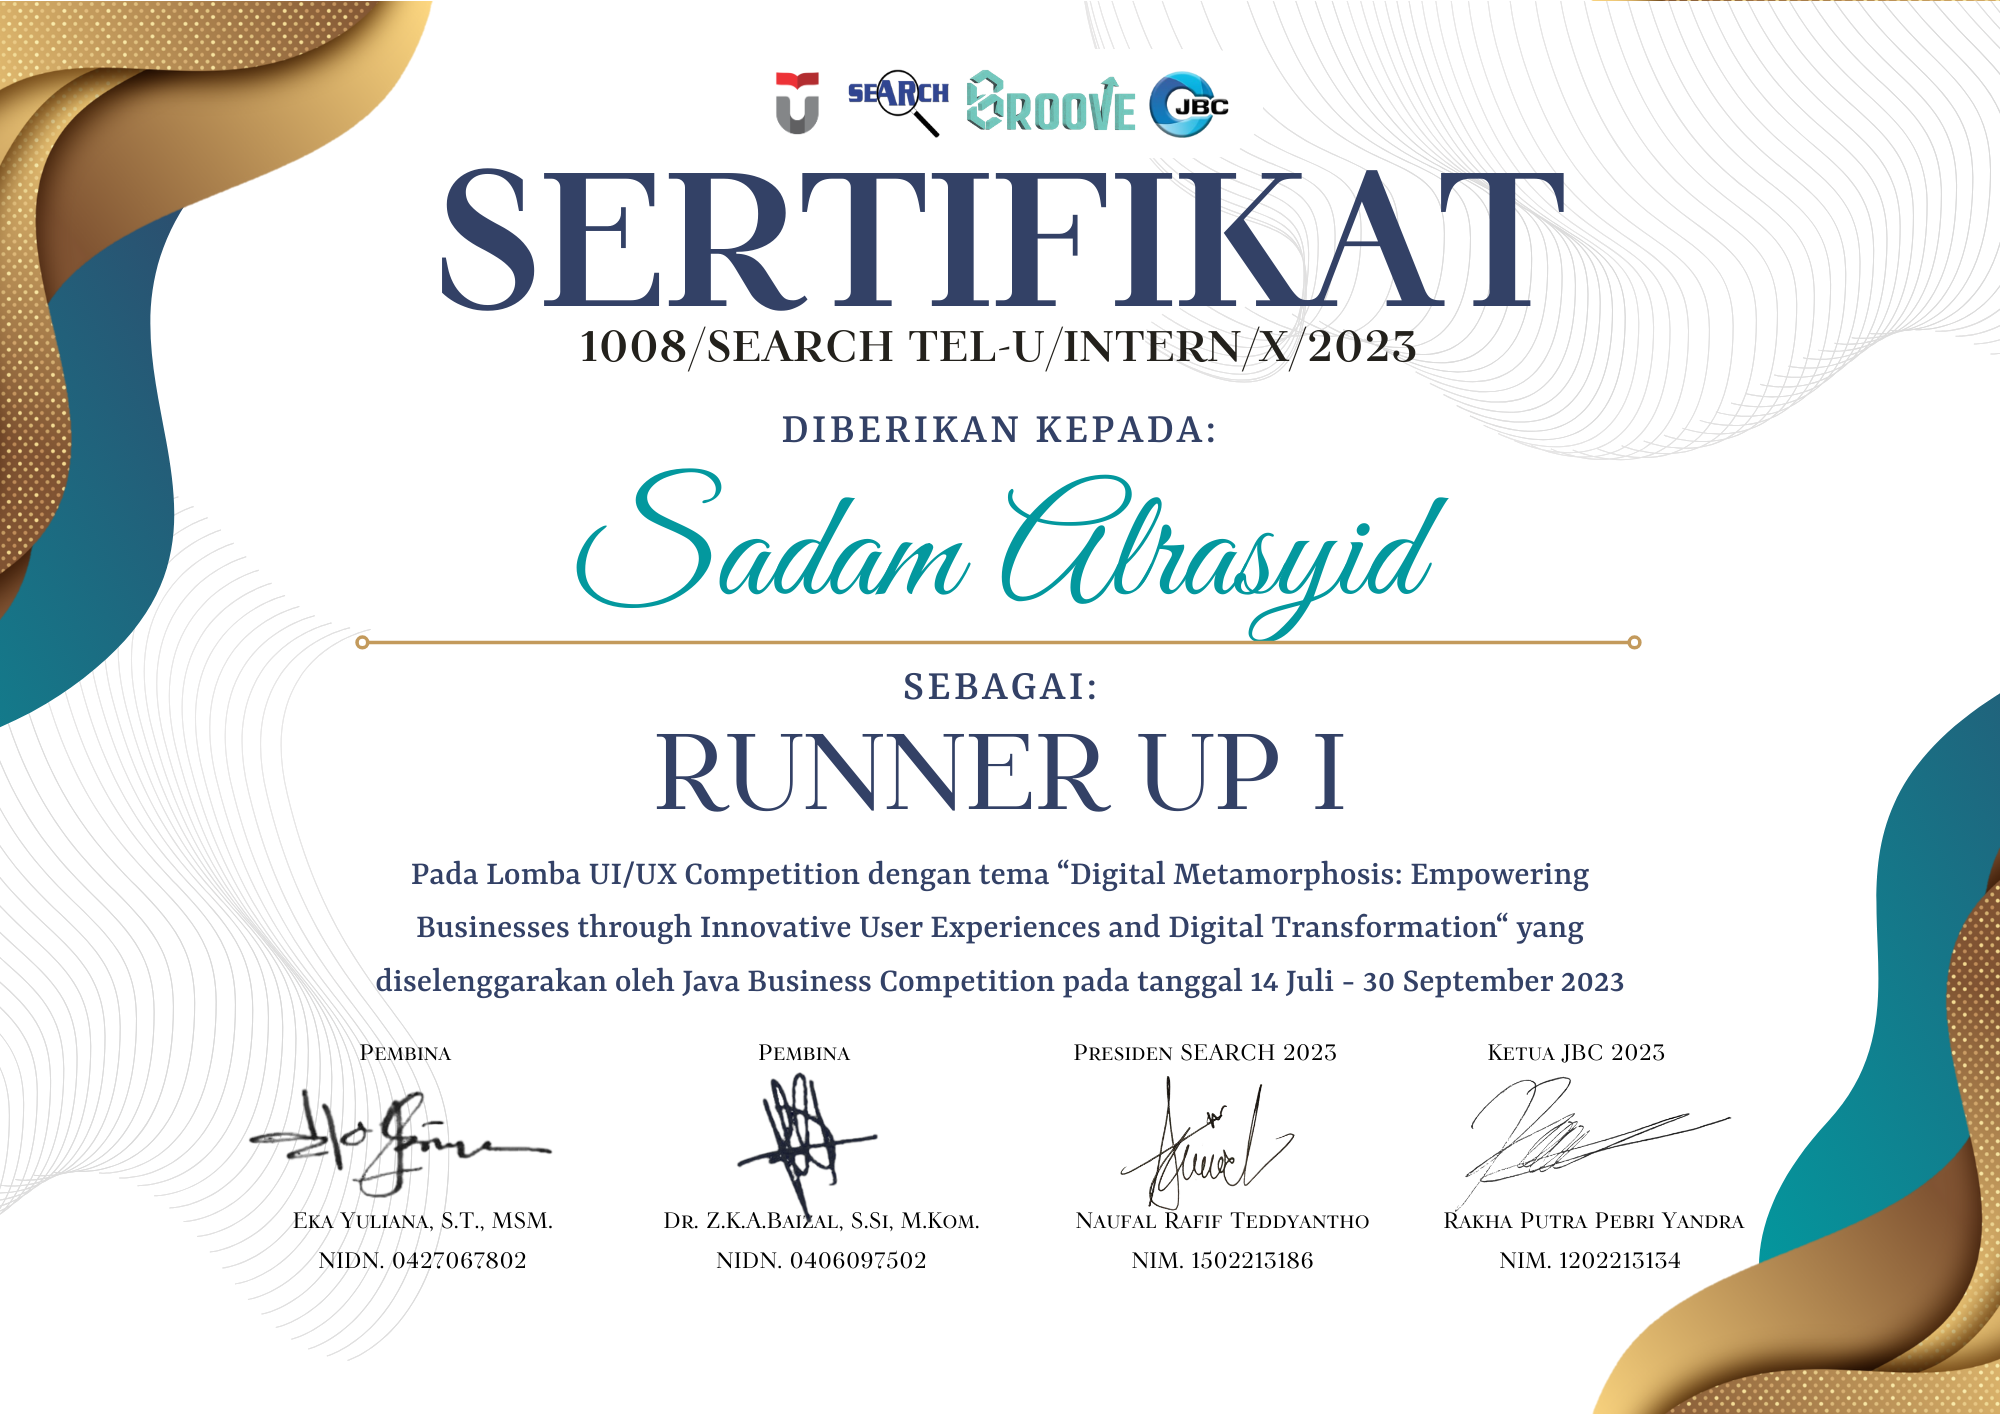 SEARCH GROOVE JBC
SERTIFIKAT
1008/SEARCH TEL-U/INTERN/X/2023
DIBERIKAN KEPADA:
Sadam Alrasyid
SEBAGAI:
RUNNER UP I
Pada Lomba UI/UX Competition dengan tema “Digital Metamorphosis: Empowering
Businesses through Innovative User Experiences and Digital Transformation“ yang
diselenggarakan oleh Java Business Competition pada tanggal 14 Juli - 30 September 2023
Pembina
Pembina
Presiden SEARCH 2023
Ketua JBC 2023
Eka Yuliana, S.T., MSM.
Dr. Z.K.A.Baizal, S.Si, M.Kom.
Naufal Rafif Teddyantho
Rakha Putra Pebri Yandra
NIDN. 0427067802
NIDN. 0406097502
NIM. 1502213186
NIM. 1202213134